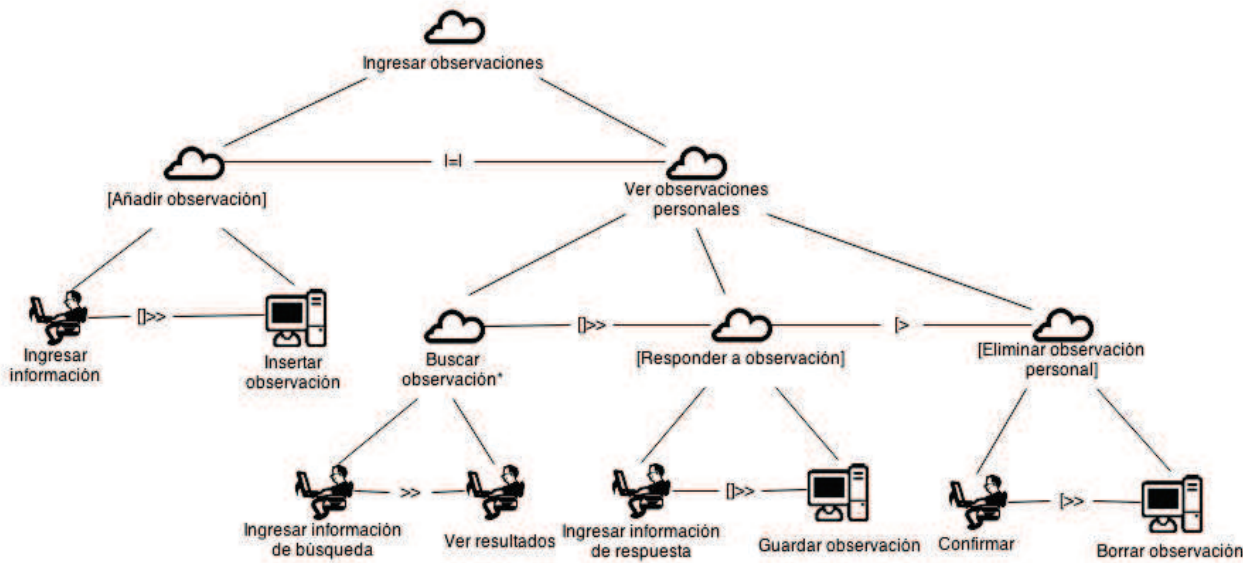 Ingresar observaciones
|=|
[Añadir observación]
Ver observaciones
personales
[]>>
Ingresar
información
Insertar
observación
[]>>
[>
Buscar
observación*
[Responder a observación]
[Eliminar observación
personal]
>>
[]>>
[>>
Ingresar información
de búsqueda
Ver resultados
Ingresar información
de respuesta
Guardar observación
Confirmar
Borrar observación